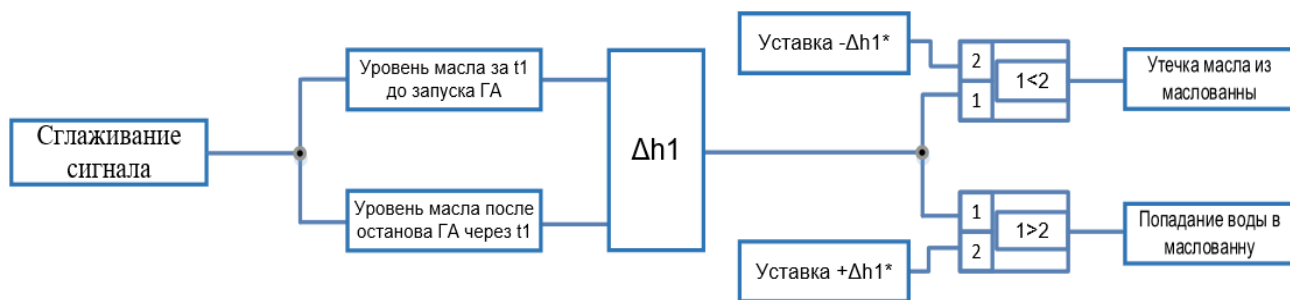 Сглаживание
сигнала
Уровень масла за t1
до запуска ГА
Уровень масла после
останова ГА через t1
Δh1
Уставка -Δh1*
2
1
1<2
Утечка масла из
маслованны
Уставка +Δh1*
1
2
1>2
Попадание воды в
маслованну